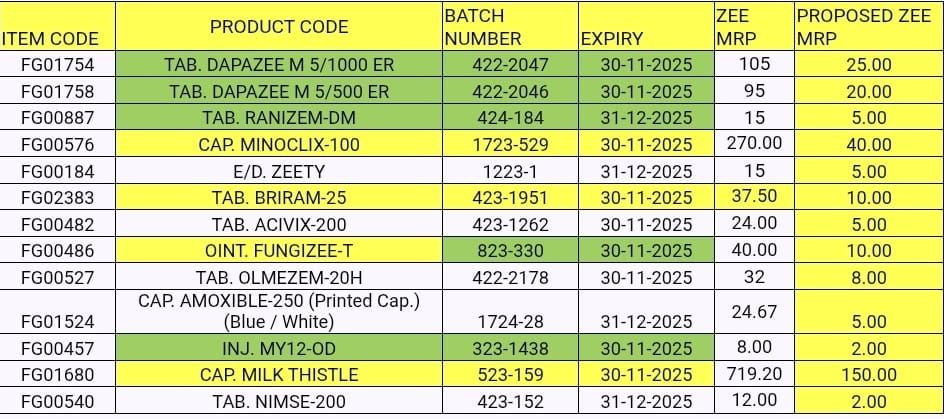 ITEM CODE PRODUCT CODE BATCH NUMBER EXPIRY ZEE MRP PROPOSED ZEE MRP
FG01754 TAB. DAPAZEE M 5/1000 ER 422-2047 30-11-2025 105 25.00
FG01758 TAB. DAPAZEE M 5/500 ER 422-2046 30-11-2025 95 20.00
FG00887 TAB. RANIZEM-DM 424-184 31-12-2025 15 5.00
FG00576 CAP. MINOCLIX-100 1723-529 30-11-2025 270.00 40.00
FG00184 E/D. ZEETY 1223-1 31-12-2025 15 5.00
FG02383 TAB. BRIRAM-25 423-1951 30-11-2025 37.50 10.00
FG00482 TAB. ACIVIX-200 423-1262 30-11-2025 24.00 5.00
FG00486 OINT. FUNGIZEE-T 823-330 30-11-2025 40.00 10.00
FG00527 TAB. OLMEZEM-20H 422-2178 30-11-2025 32 8.00
FG01524 CAP. AMOXIBLE-250 (Printed Cap.) (Blue / White) 1724-28 31-12-2025 24.67 5.00
FG00457 INJ. MY12-OD 323-1438 30-11-2025 8.00 2.00
FG01680 CAP. MILK THISTLE 523-159 30-11-2025 719.20 150.00
FG00540 TAB. NIMSE-200 423-152 31-12-2025 12.00 2.00